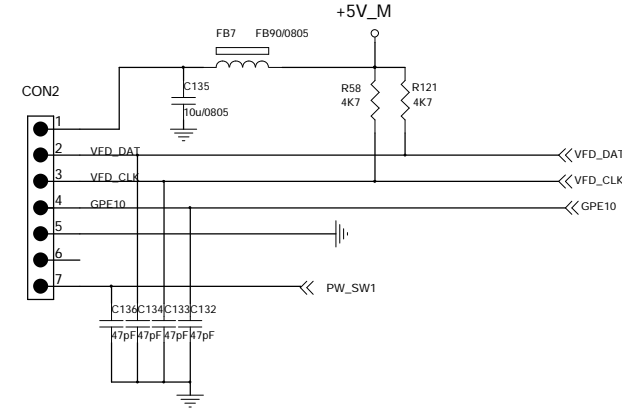 +5V_M
FB7 FB90/0805
C135
10u/0805
R58
4K7
R121
4K7
CON2
1
2 VFD_DAT
VFD_DAT
3 VFD_CLK
VFD_CLK
4 GPE10
GPE10
5
6
7
PW_SW1
C136 C134 C133 C132
47pF 47pF 47pF 47pF